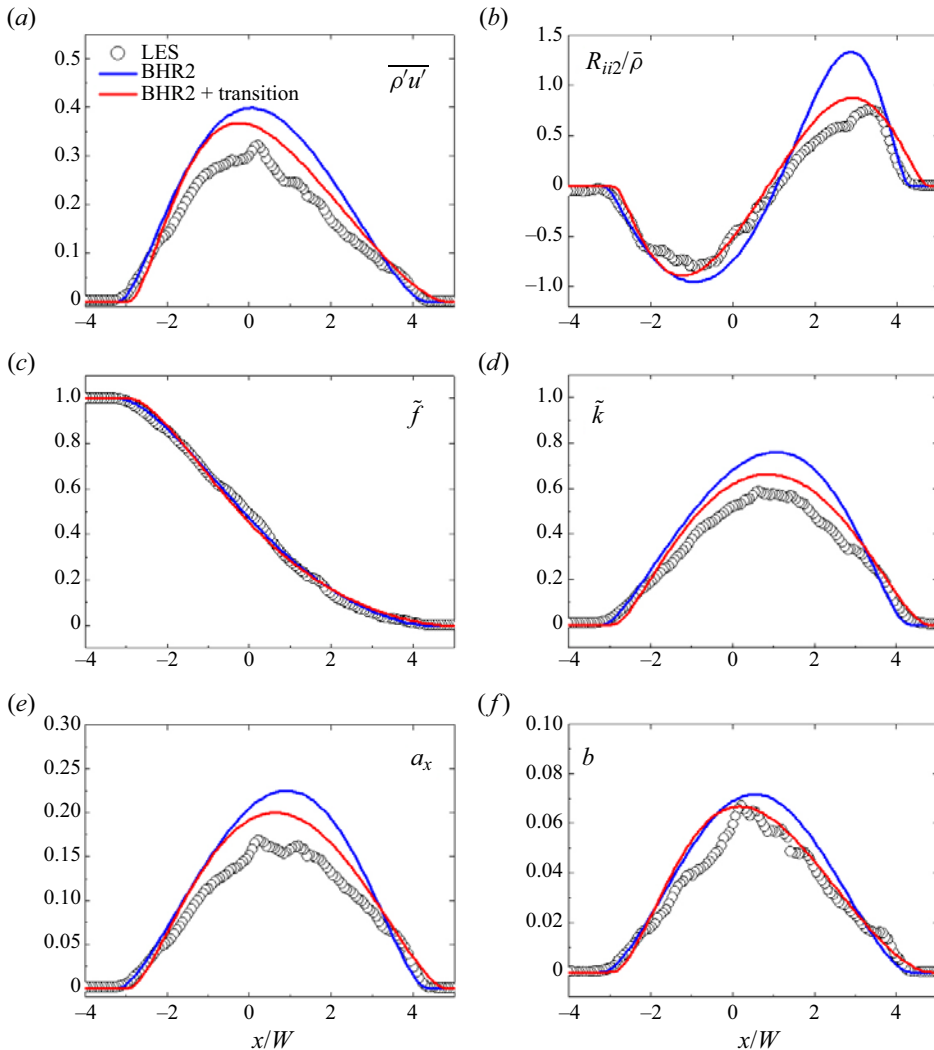 (a)
LES
BHR2
BHR2 + transition
ρ′u′
0.5
0.4
0.3
0.2
0.1
0
–4 –2 0 2 4
(b)
R_ii2/ρ̄
1.5
1.0
0.5
0
–0.5
–1.0
–4 –2 0 2 4
(c)
f̃
1.0
0.8
0.6
0.4
0.2
0
–4 –2 0 2 4
(d)
k̃
1.0
0.8
0.6
0.4
0.2
0
–4 –2 0 2 4
(e)
a_x
0.30
0.25
0.20
0.15
0.10
0.05
0
–4 –2 0 2 4
x/W
(f)
b
0.10
0.08
0.06
0.04
0.02
0
–4 –2 0 2 4
x/W